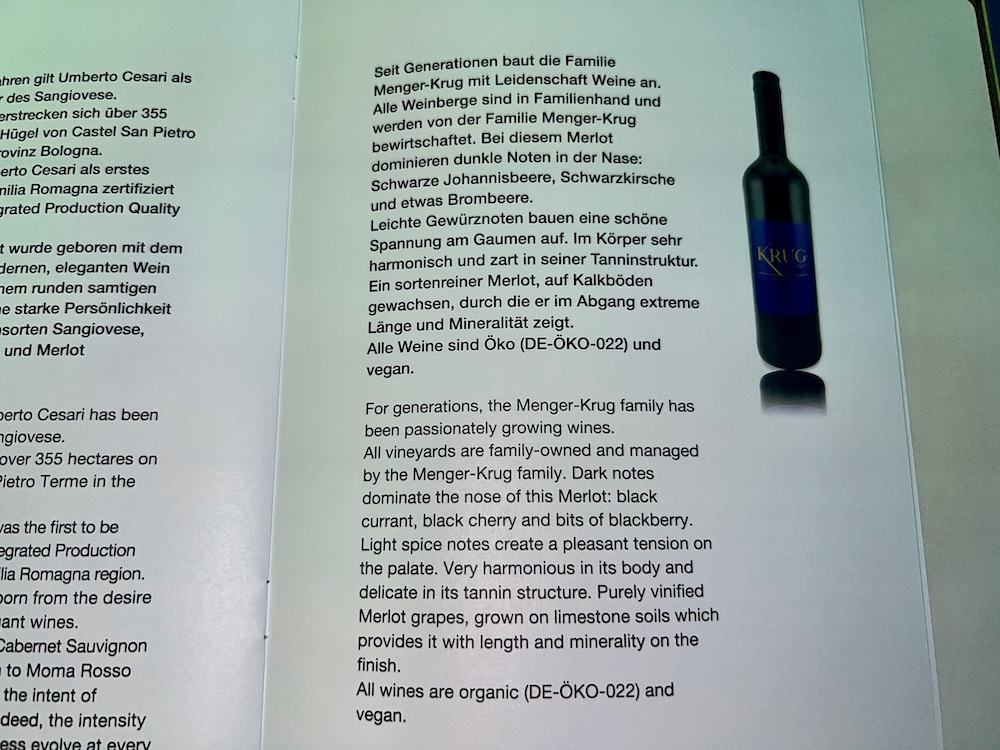 ahren gilt Umberto Cesari als
r des Sangiovese.
erstrecken sich über 355
Hügel von Castel San Pietro
rovinz Bologna.
erto Cesari als erstes
milia Romagna zertifiziert
grated Production Quality
t wurde geboren mit dem
dernen, eleganten Wein
nem runden samtigen
e starke Persönlichkeit
sorten Sangiovese,
und Merlot
berto Cesari has been
ngiovese.
over 355 hectares on
Pietro Terme in the
was the first to be
egrated Production
ilia Romagna region.
born from the desire
ant wines.
Cabernet Sauvignon
n to Moma Rosso
the intent of
deed, the intensity
ess evolve at every
Seit Generationen baut die Familie
Menger-Krug mit Leidenschaft Weine an.
Alle Weinberge sind in Familienhand und
werden von der Familie Menger-Krug
bewirtschaftet. Bei diesem Merlot
dominieren dunkle Noten in der Nase:
Schwarze Johannisbeere, Schwarzkirsche
und etwas Brombeere.
Leichte Gewürznoten bauen eine schöne
Spannung am Gaumen auf. Im Körper sehr
harmonisch und zart in seiner Tanninstruktur.
Ein sortenreiner Merlot, auf Kalkböden
gewachsen, durch die er im Abgang extreme
Länge und Mineralität zeigt.
Alle Weine sind Öko (DE-ÖKO-022) und
vegan.
For generations, the Menger-Krug family has
been passionately growing wines.
All vineyards are family-owned and managed
by the Menger-Krug family. Dark notes
dominate the nose of this Merlot: black
currant, black cherry and bits of blackberry.
Light spice notes create a pleasant tension on
the palate. Very harmonious in its body and
delicate in its tannin structure. Purely vinified
Merlot grapes, grown on limestone soils which
provides it with length and minerality on the
finish.
All wines are organic (DE-ÖKO-022) and
vegan.
KRUG